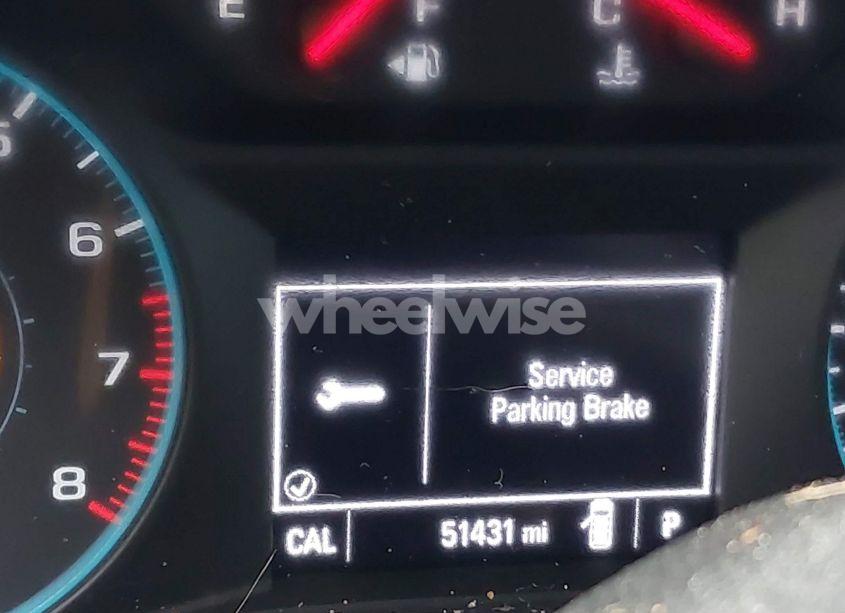 E F C H
5
6
7
8
wheelwise
Service
Parking Brake
CAL 51431 mi P